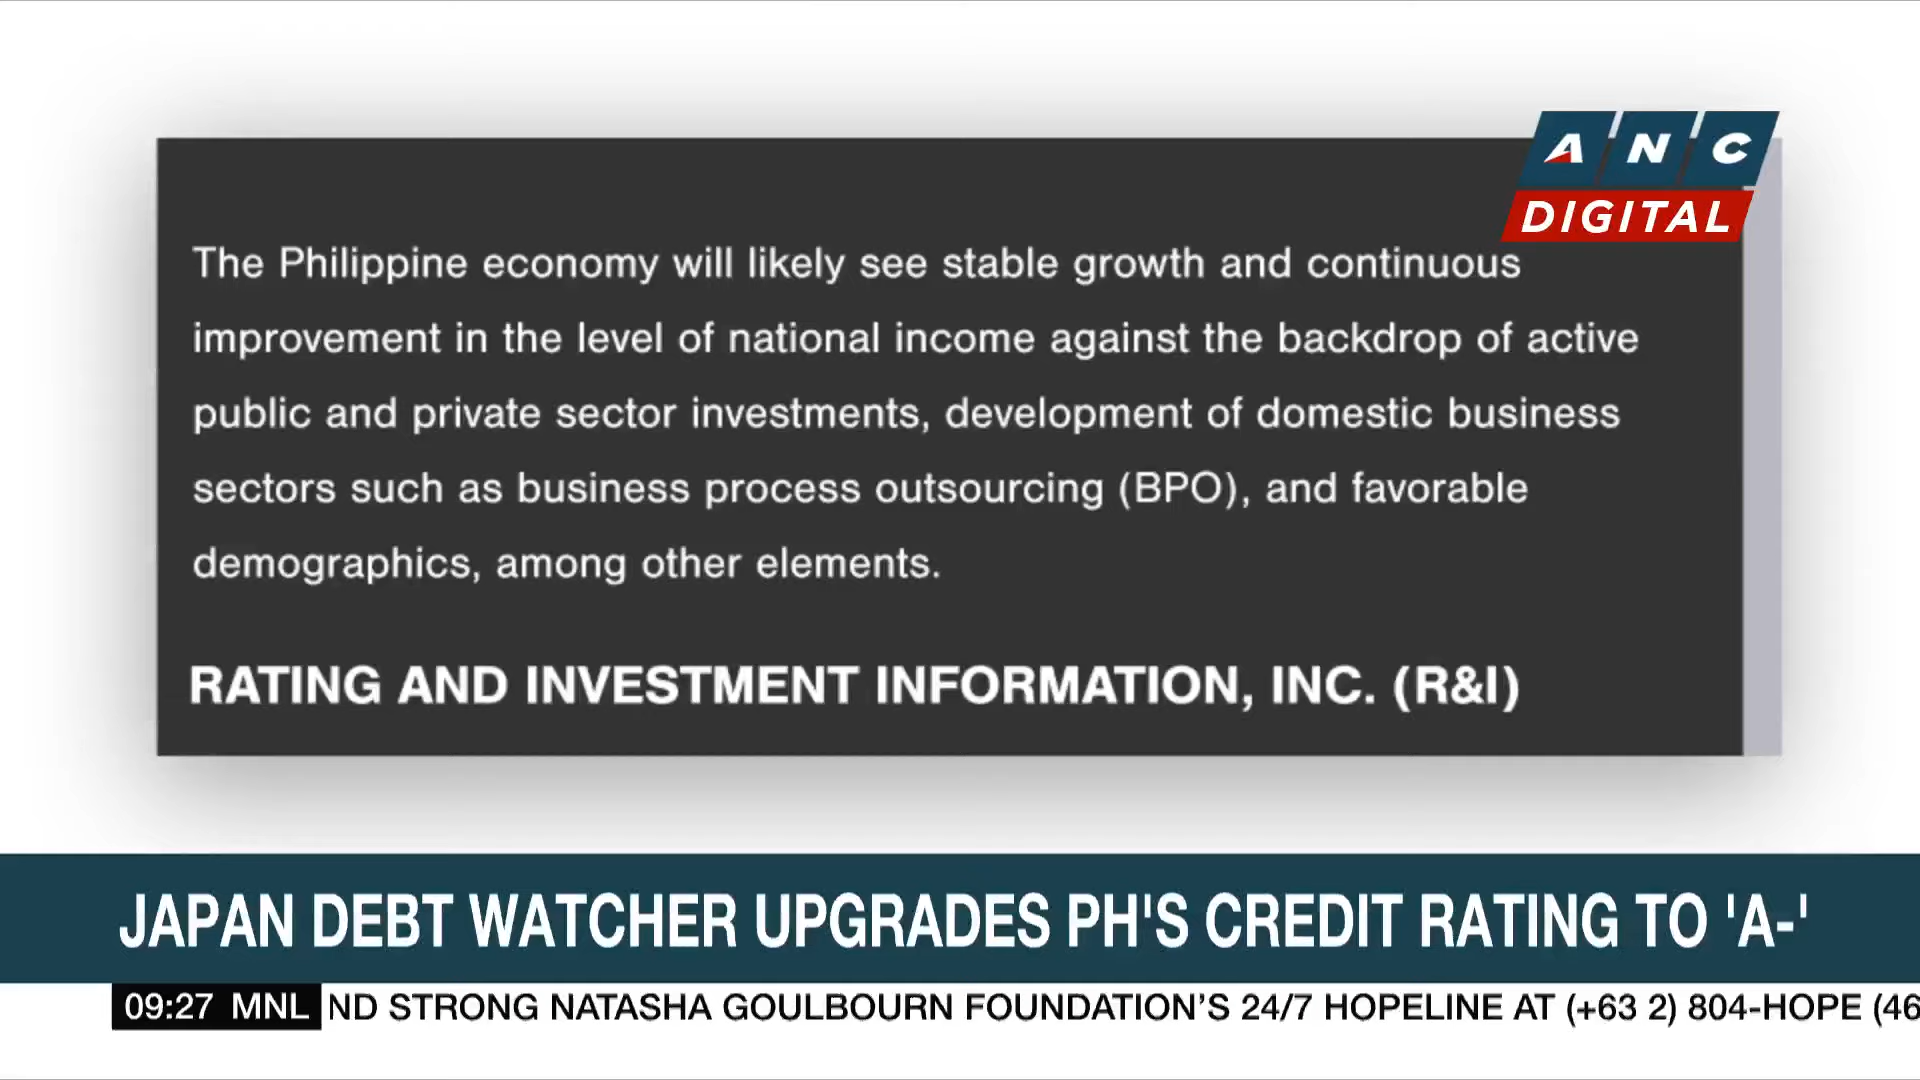 ANC
DIGITAL
The Philippine economy will likely see stable growth and continuous
improvement in the level of national income against the backdrop of active
public and private sector investments, development of domestic business
sectors such as business process outsourcing (BPO), and favorable
demographics, among other elements.
RATING AND INVESTMENT INFORMATION, INC. (R&I)
JAPAN DEBT WATCHER UPGRADES PH'S CREDIT RATING TO 'A-'
09:27 MNL ND STRONG NATASHA GOULBOURN FOUNDATION’S 24/7 HOPELINE AT (+63 2) 804-HOPE (46